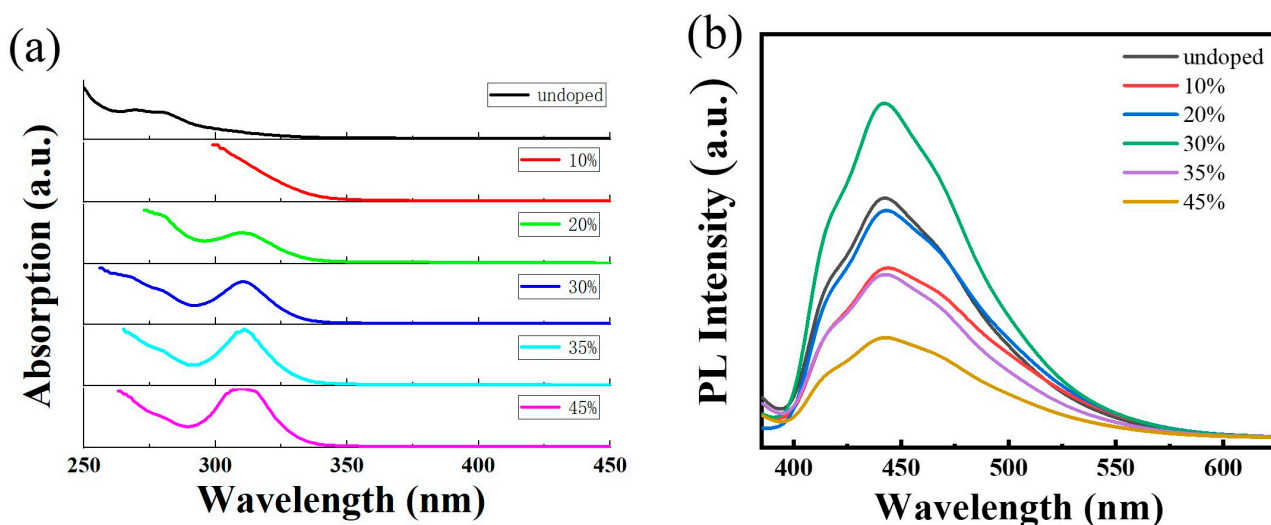 (a)
undoped
10%
20%
30%
35%
45%
Absorption (a.u.)
250
300
350
400
450
Wavelength (nm)
(b)
undoped
10%
20%
30%
35%
45%
PL Intensity (a.u.)
400
450
500
550
600
Wavelength (nm)